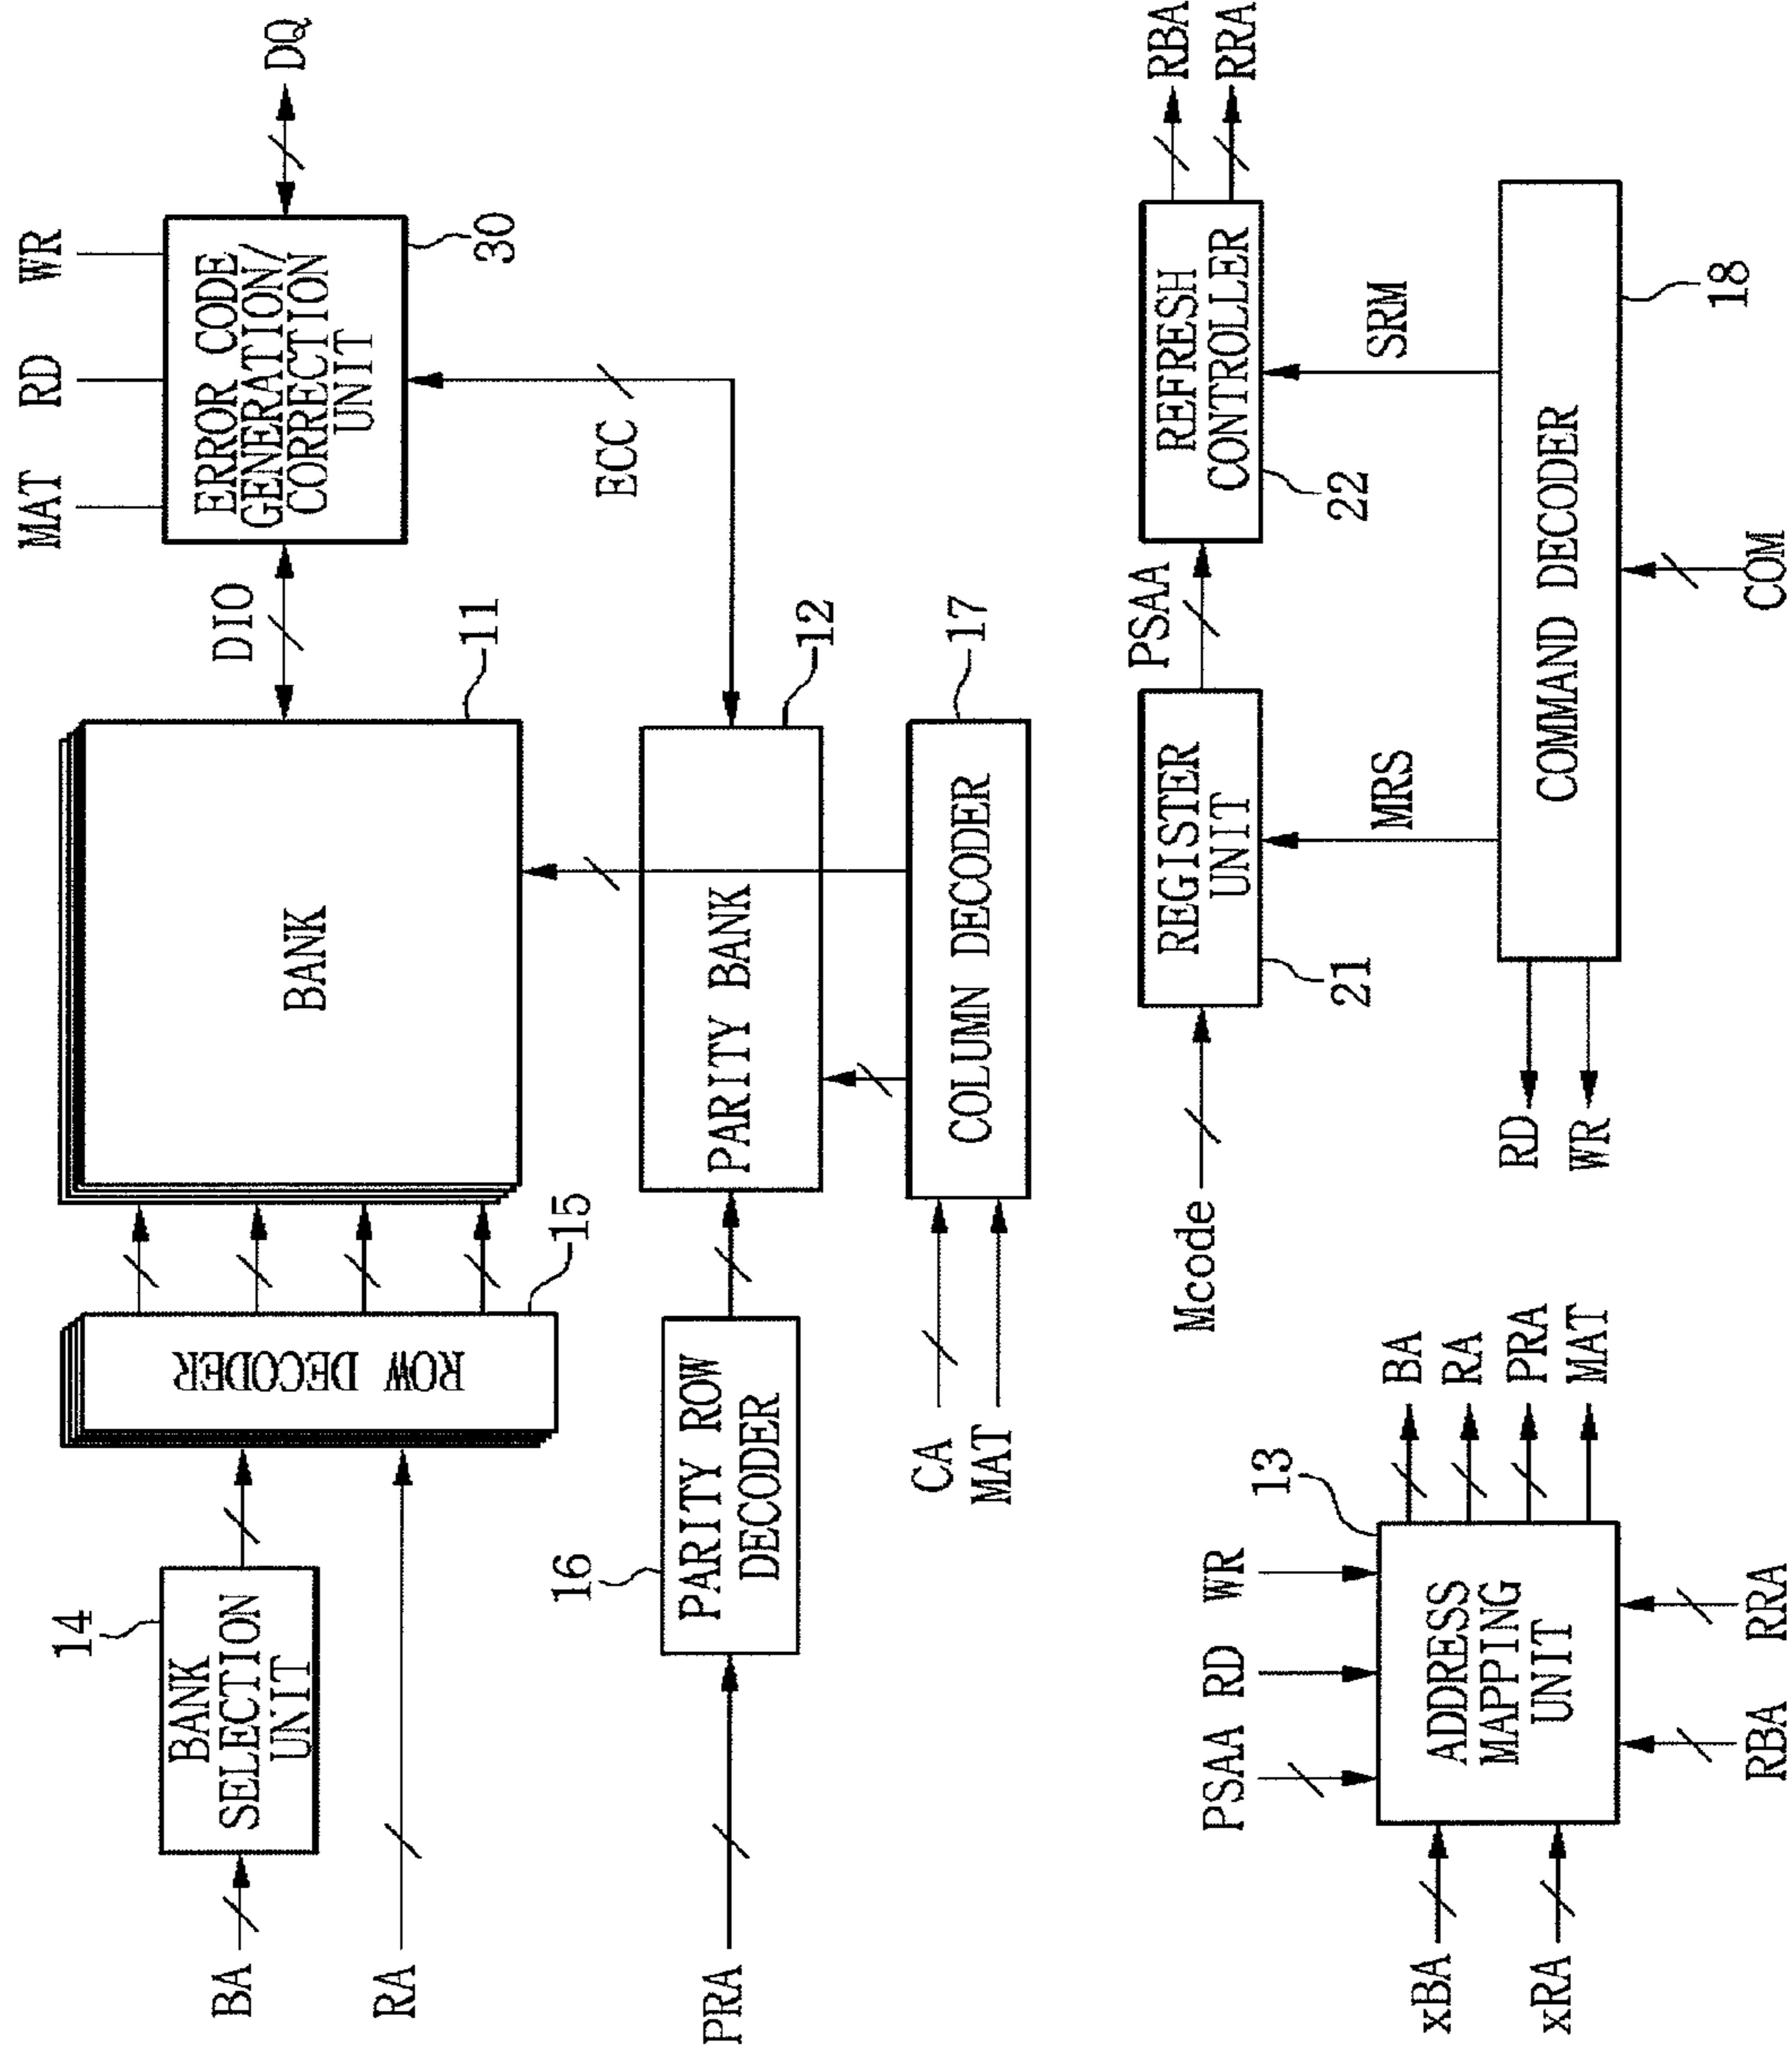 MAT
RD
WR
BA
14
BANK
SELECTION
UNIT
RA
ROW DECODER
15
BANK
11
DIO
ERROR CODE
GENERATION/
CORRECTION
UNIT
30
DQ
ECC
PRA
16
PARITY ROW
DECODER
PARITY BANK
12
CA
MAT
COLUMN DECODER
17
PSAA
RD
WR
xBA
xRA
ADDRESS
MAPPING
UNIT
13
BA
RA
PRA
MAT
RBA
RRA
Mcode
REGISTER
UNIT
21
PSAA
REFRESH
CONTROLLER
22
RBA
RRA
MRS
SRM
RD
WR
COMMAND DECODER
18
COM